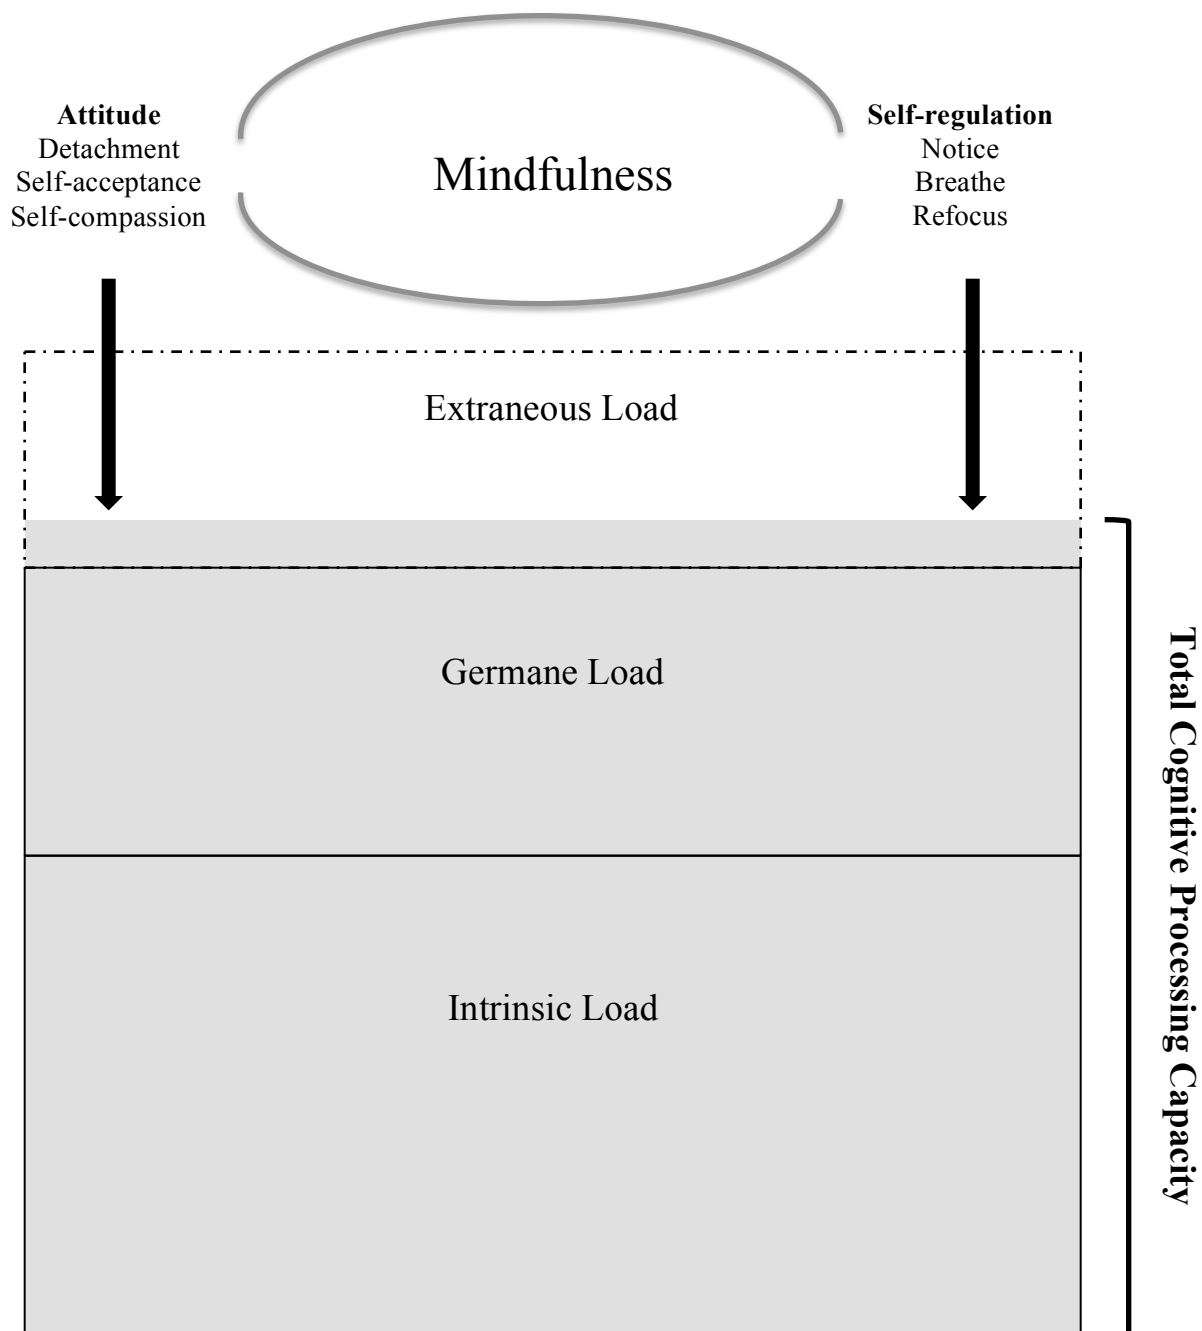 Attitude
Detachment
Self-acceptance
Self-compassion
Mindfulness
Self-regulation
Notice
Breathe
Refocus
Extraneous Load
Germane Load
Intrinsic Load
Total Cognitive Processing Capacity